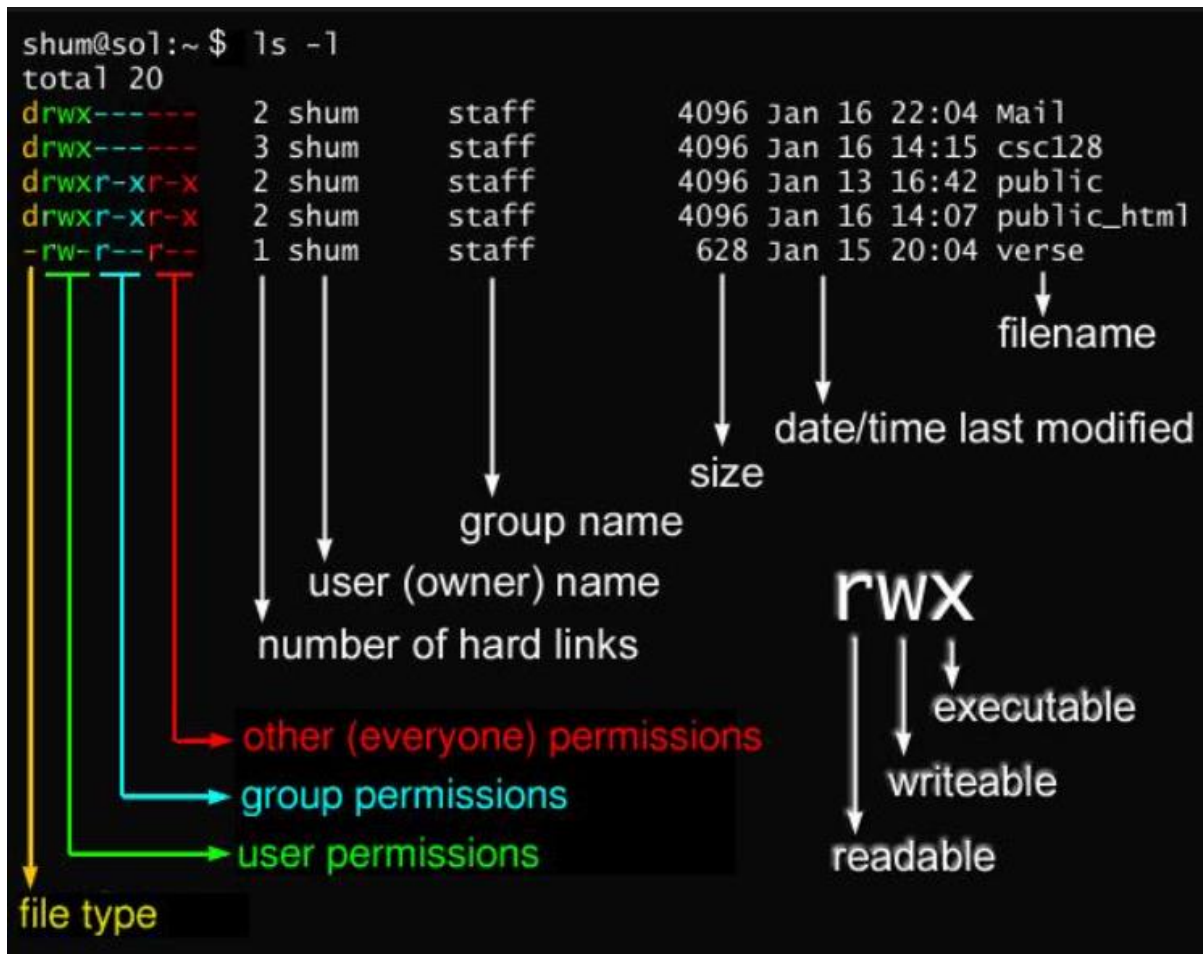 shum@sol:~$ ls -l
total 20
drwx------ 2 shum staff 4096 Jan 16 22:04 Mail
drwx------ 3 shum staff 4096 Jan 16 14:15 csc128
drwxr-xr-x 2 shum staff 4096 Jan 13 16:42 public
drwxr-xr-x 2 shum staff 4096 Jan 16 14:07 public_html
-rw-r--r-- 1 shum staff 628 Jan 15 20:04 verse
filename
date/time last modified
size
group name
user (owner) name
number of hard links
rwx
executable
writeable
readable
other (everyone) permissions
group permissions
user permissions
file type